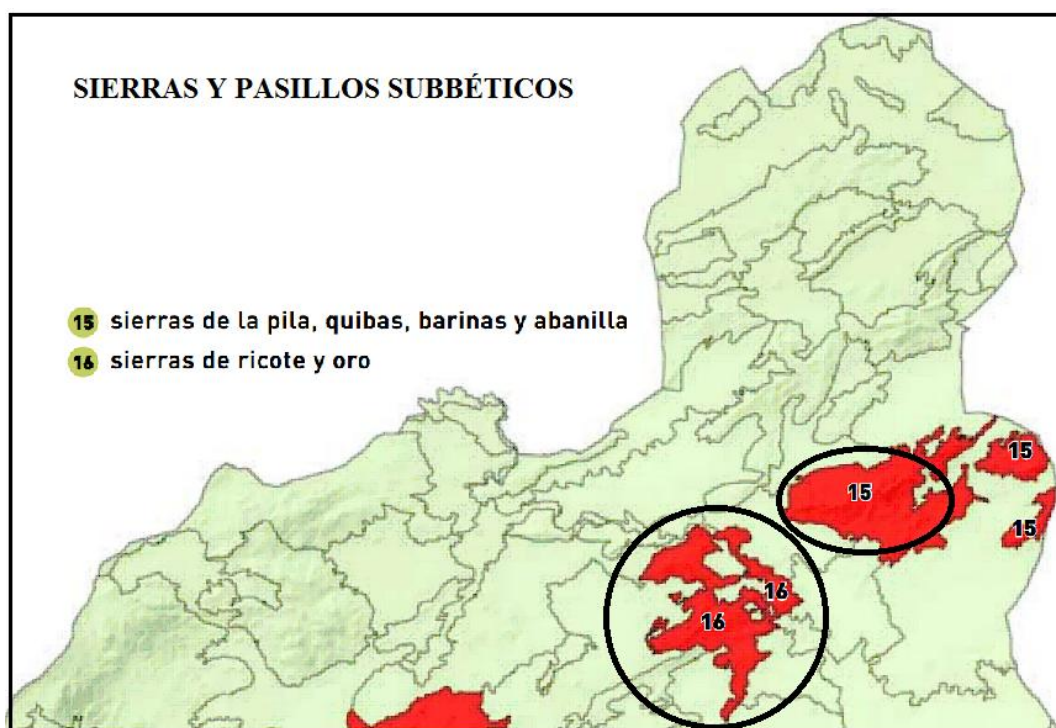 SIERRAS Y PASILLOS SUBBÉTICOS
15 sierras de la pila, quibas, barinas y abanilla
16 sierras de ricote y oro
15
15
15
16
16